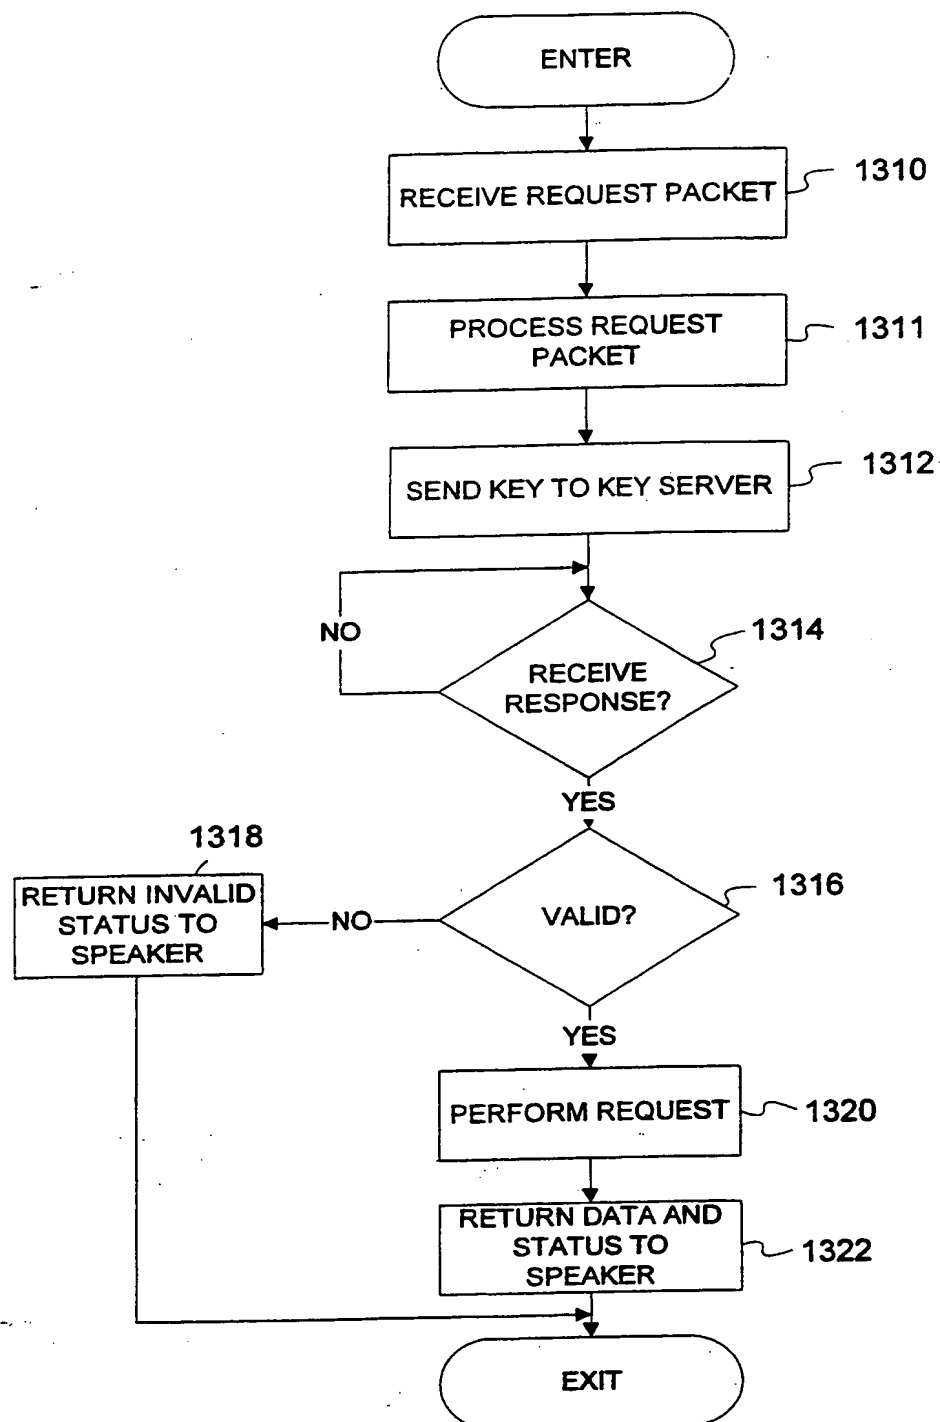 ENTER
RECEIVE REQUEST PACKET
1310
PROCESS REQUEST
PACKET
1311
SEND KEY TO KEY SERVER
1312
NO
RECEIVE
RESPONSE?
1314
YES
1318
RETURN INVALID
STATUS TO
SPEAKER
NO
VALID?
1316
YES
PERFORM REQUEST
1320
RETURN DATA AND
STATUS TO
SPEAKER
1322
EXIT